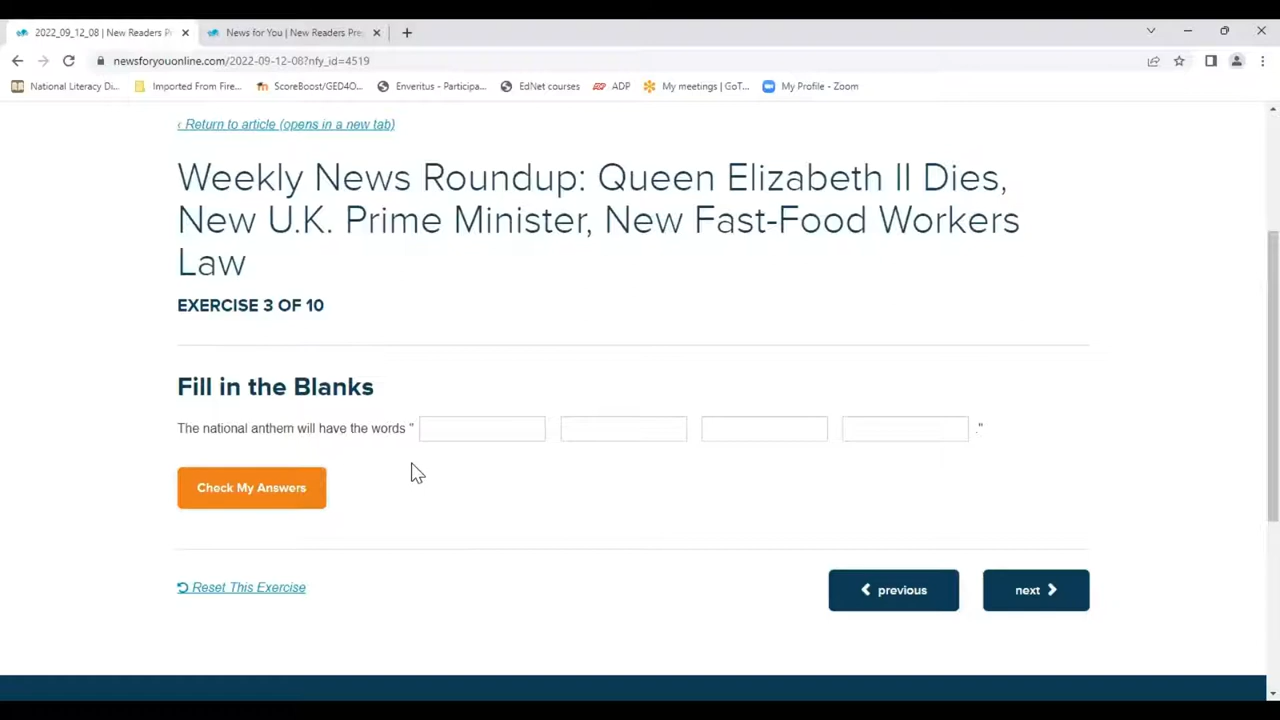 2022_09_12_08 | New Readers Pr
News for You | New Readers Pre
newsforyouonline.com/2022-09-12-08?nfy_id=4519
National Literacy Di...
Imported From Fire...
ScoreBoost/GED4O...
Enveritus - Participa...
EdNet courses
ADP
My meetings | GoT...
My Profile - Zoom
‹ Return to article (opens in a new tab)
Weekly News Roundup: Queen Elizabeth II Dies,
New U.K. Prime Minister, New Fast-Food Workers
Law
EXERCISE 3 OF 10
Fill in the Blanks
The national anthem will have the words " ."
Check My Answers
Reset This Exercise
previous
next